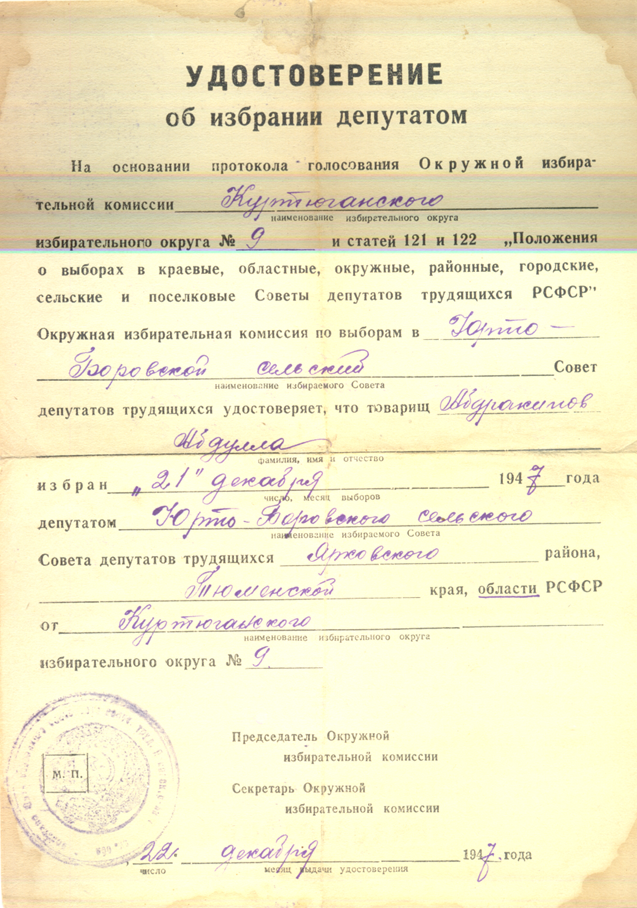 УДОСТОВЕРЕНИЕ
об избрании депутатом
На основании протокола голосования Окружной избира-
тельной комиссии Куртюганского
наименование избирательного округа
избирательного округа № 9 и статей 121 и 122 „Положения
о выборах в краевые, областные, окружные, районные, городские,
сельские и поселковые Советы депутатов трудящихся РСФСР"
Окружная избирательная комиссия по выборам в Юрто-
Боровской сельский Совет
наименование избираемого Совета
депутатов трудящихся удостоверяет, что товарищ Абдракипов
Абдулла
фамилия, имя и отчество
избран „21" декабря 1947 года
число, месяц выборов
депутатом Юрто-Боровского сельского
наименование избираемого Совета
Совета депутатов трудящихся Ярковского района,
Тюменской края, области РСФСР
от Куртюганского
наименование избирательного округа
избирательного округа № 9
Председатель Окружной
избирательной комиссии
М. П.
Секретарь Окружной
избирательной комиссии
22. декабря 1947. года
число месяц выдачи удостоверения